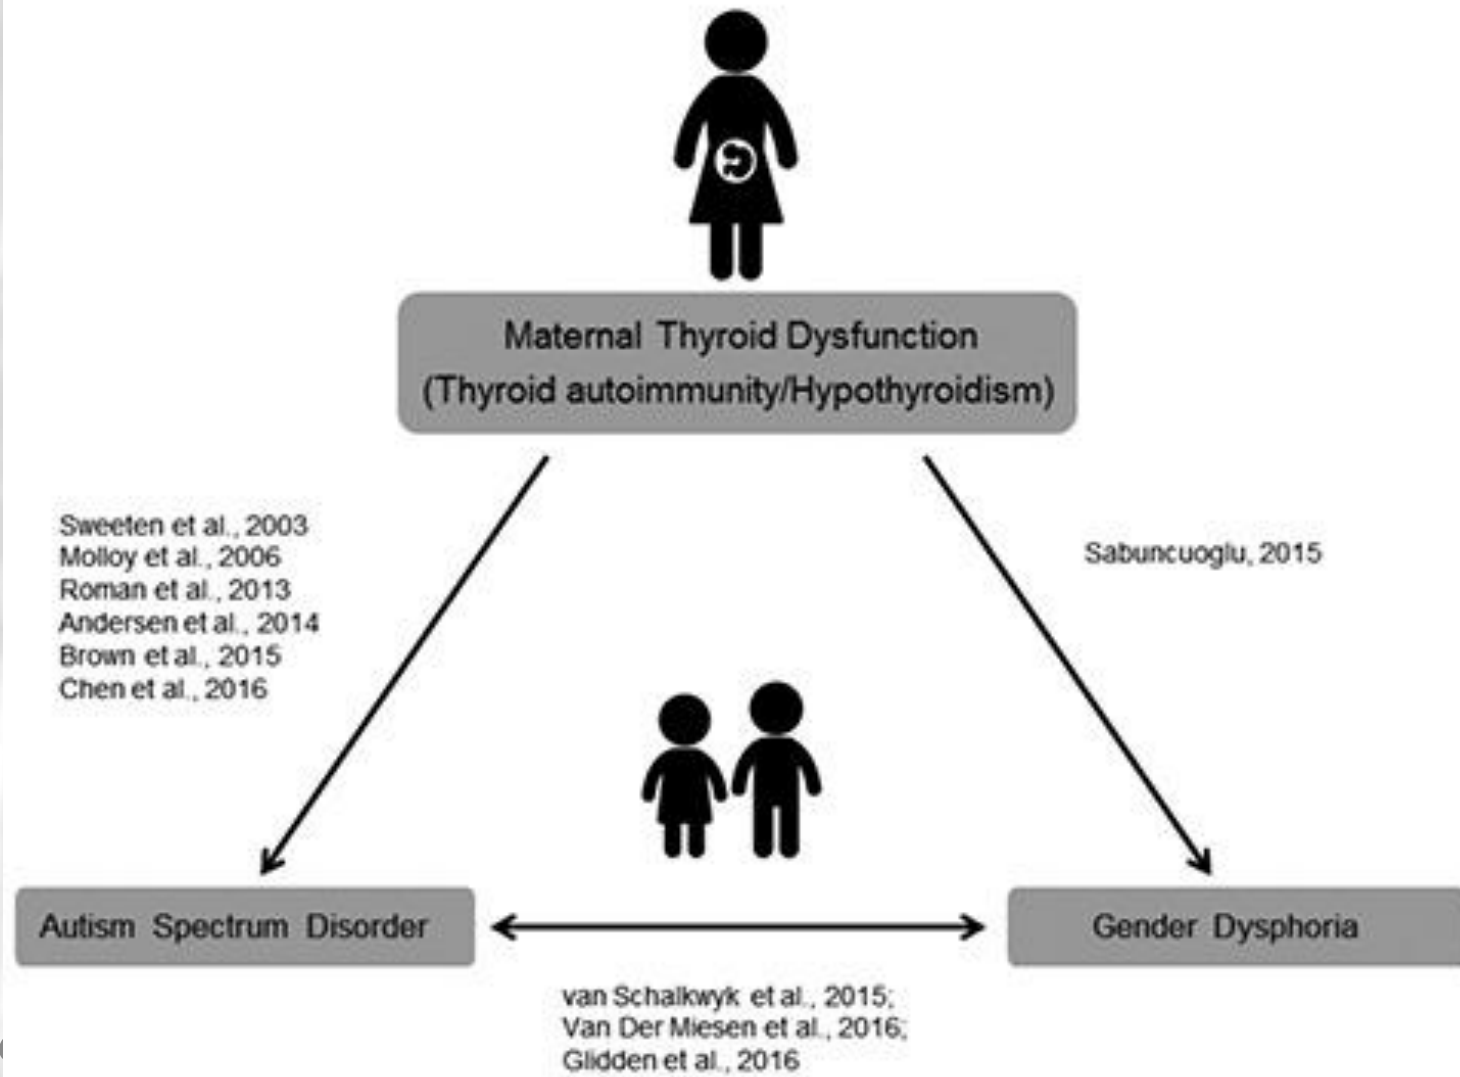 Maternal Thyroid Dysfunction
(Thyroid autoimmunity/Hypothyroidism)
Sweeten et al., 2003
Molloy et al., 2006
Roman et al., 2013
Andersen et al., 2014
Brown et al., 2015
Chen et al., 2016
Sabuncuoglu, 2015
Autism Spectrum Disorder
Gender Dysphoria
van Schalkwyk et al., 2015;
Van Der Miesen et al., 2016;
Glidden et al., 2016